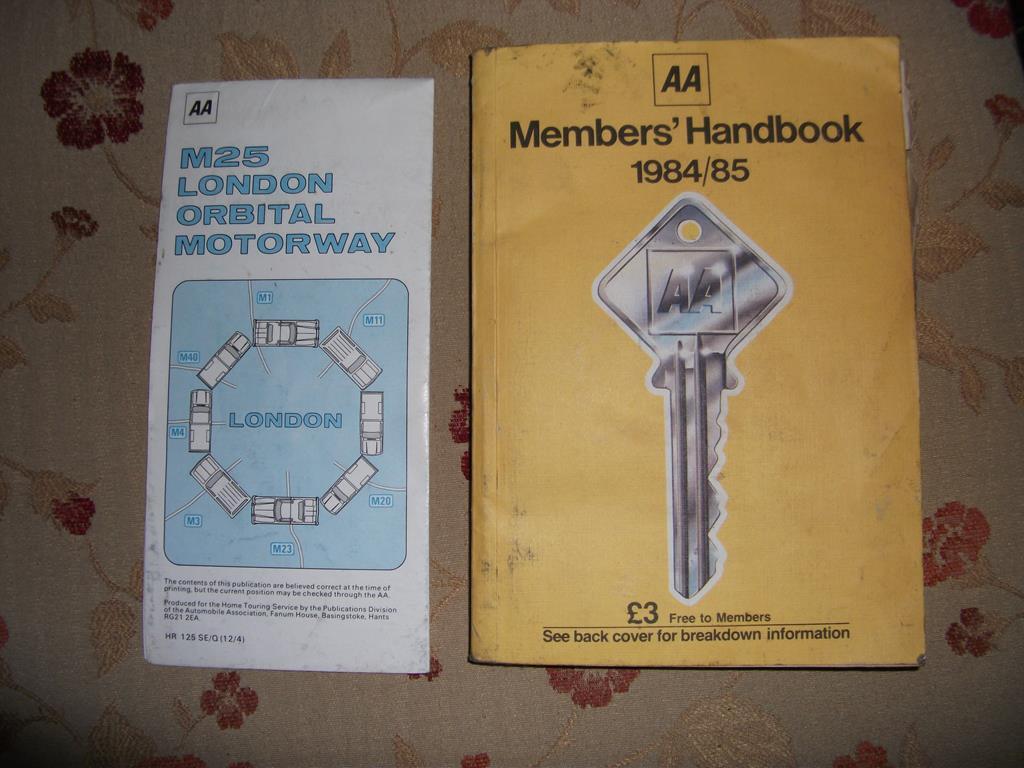 AA
M25
LONDON
ORBITAL
MOTORWAY
M1
M11
M40
LONDON
M4
M20
M3
M23
The contents of this publication are believed correct at the time of
printing, but the current position may be checked through the AA.
Produced for the Home Touring Service by the Publications Division
of the Automobile Association, Fanum House, Basingstoke, Hants
RG21 2EA.
HR 125 SE/Q (12/4)
AA
Members' Handbook
1984/85
AA
£3 Free to Members
See back cover for breakdown information